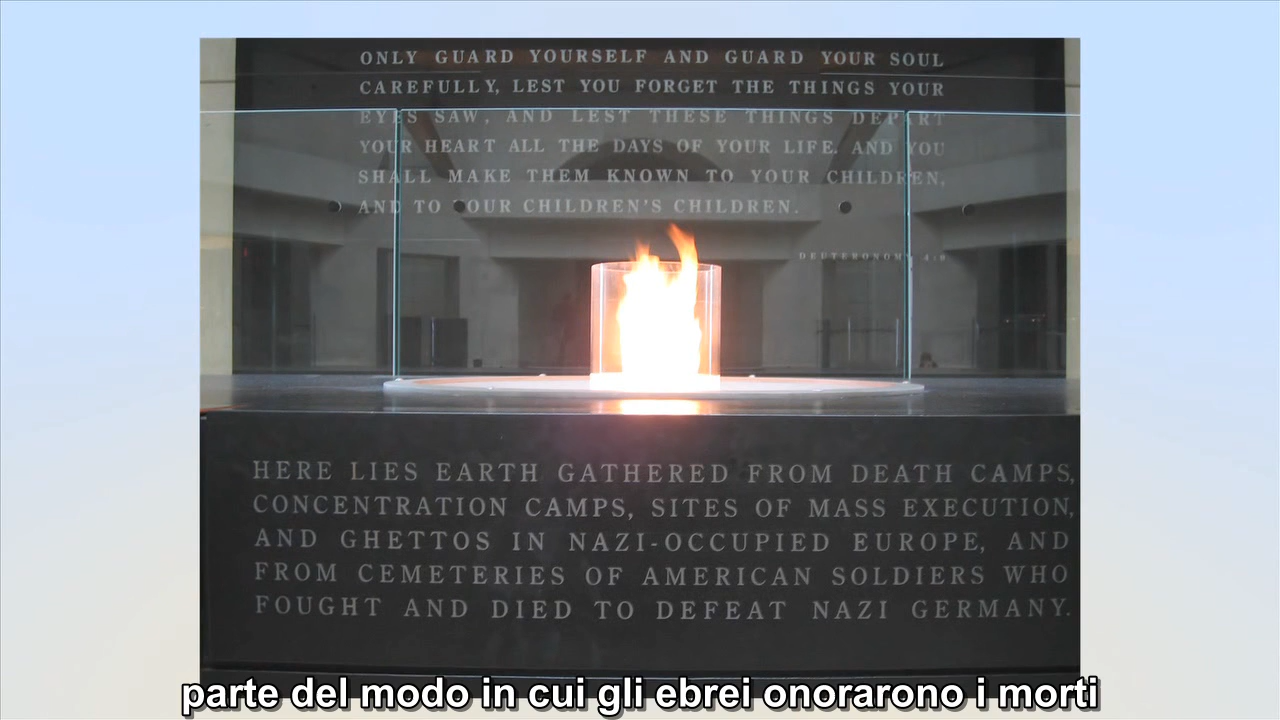 ONLY GUARD YOURSELF AND GUARD YOUR SOUL
CAREFULLY, LEST YOU FORGET THE THINGS YOUR
EYES SAW, AND LEST THESE THINGS DEPART
YOUR HEART ALL THE DAYS OF YOUR LIFE. AND YOU
SHALL MAKE THEM KNOWN TO YOUR CHILDREN,
AND TO YOUR CHILDREN'S CHILDREN.
DEUTERONOMY 4:9
HERE LIES EARTH GATHERED FROM DEATH CAMPS,
CONCENTRATION CAMPS, SITES OF MASS EXECUTION,
AND GHETTOS IN NAZI-OCCUPIED EUROPE, AND
FROM CEMETERIES OF AMERICAN SOLDIERS WHO
FOUGHT AND DIED TO DEFEAT NAZI GERMANY.
parte del modo in cui gli ebrei onorarono i morti